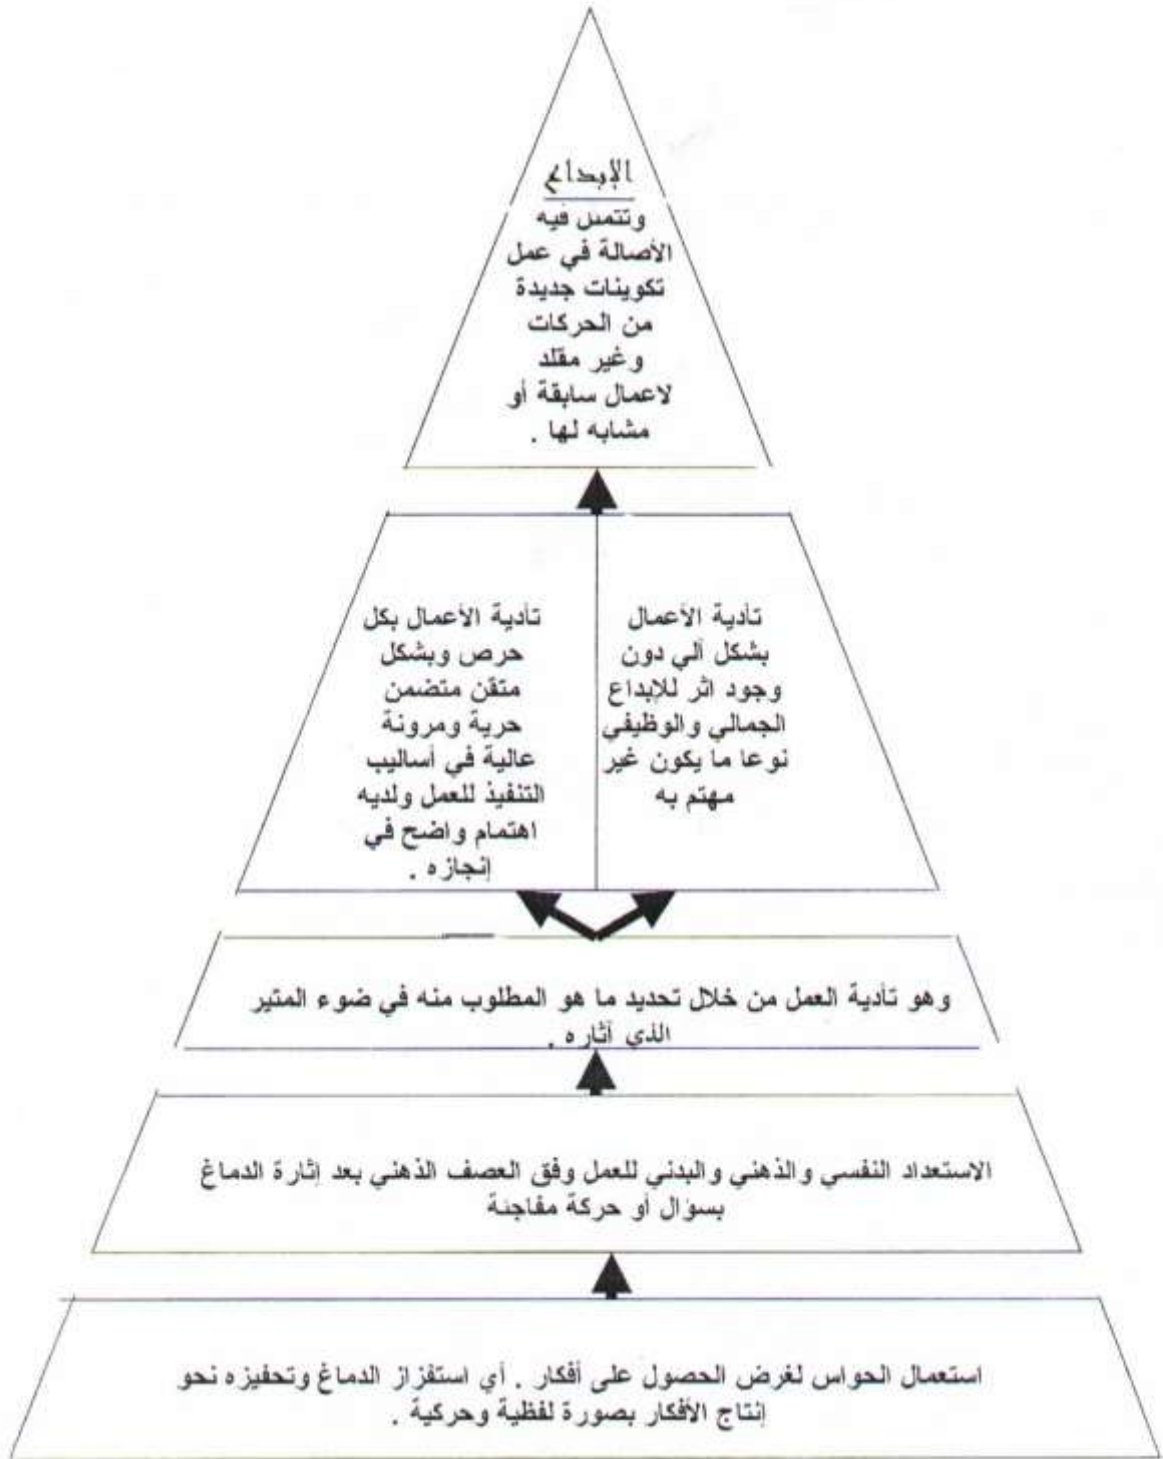 الإبداع
وتتمثل فيه
الأصالة في عمل
تكوينات جديدة
من الحركات
وغير مقلد
لاعمال سابقة أو
مشابه لها .
تأدية الأعمال
بشكل ألي دون
وجود اثر للإبداع
الجمالي والوظيفي
نوعا ما يكون غير
مهتم به
تأدية الأعمال بكل
حرص وبشكل
متقن متضمن
حرية ومرونة
عالية في أساليب
التنفيذ للعمل ولديه
اهتمام واضح في
إنجازه .
وهو تأدية العمل من خلال تحديد ما هو المطلوب منه في ضوء المثير
الذي أثاره .
الاستعداد النفسي والذهني والبدني للعمل وفق العصف الذهني بعد إثارة الدماغ
بسؤال أو حركة مفاجئة
استعمال الحواس لغرض الحصول على أفكار . أي استفزاز الدماغ وتحفيزه نحو
إنتاج الأفكار بصورة لفظية وحركية .